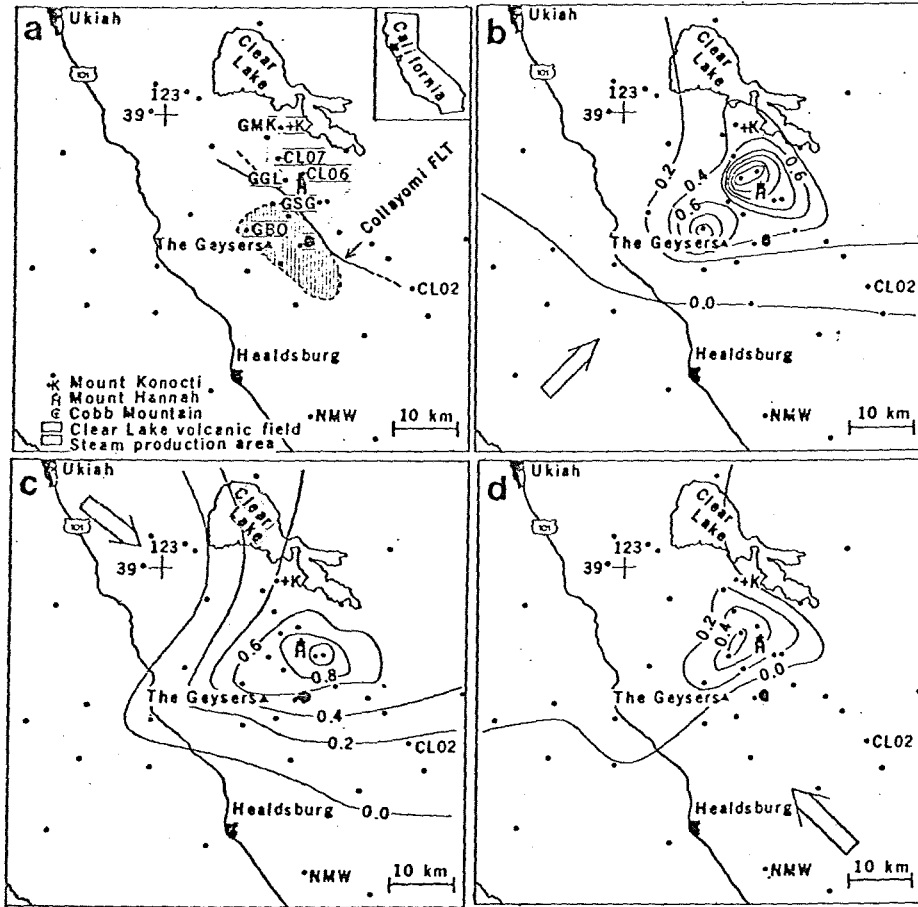 a
Ukiah
101
Clear
Lake
California
123
39
GMK
+K
CL07
GGL
CL06
H
GSG
Collayomi FLT
GBO
The Geysers
C
CL02
Healdsburg
K Mount Konocti
H Mount Hannah
C Cobb Mountain
Clear Lake volcanic field
Steam production area
NMW
10 km
b
Ukiah
101
Clear
Lake
123
39
+K
0.2
0.4
0.6
0.6
H
The Geysers
C
CL02
0.0
Healdsburg
NMW
10 km
c
Ukiah
101
Clear
Lake
123
39
+K
0.6
H
0.8
The Geysers
0.4
0.2
CL02
0.0
Healdsburg
NMW
10 km
d
Ukiah
101
Clear
Lake
123
39
+K
0.2
0.4
H
0.0
The Geysers
C
CL02
Healdsburg
NMW
10 km